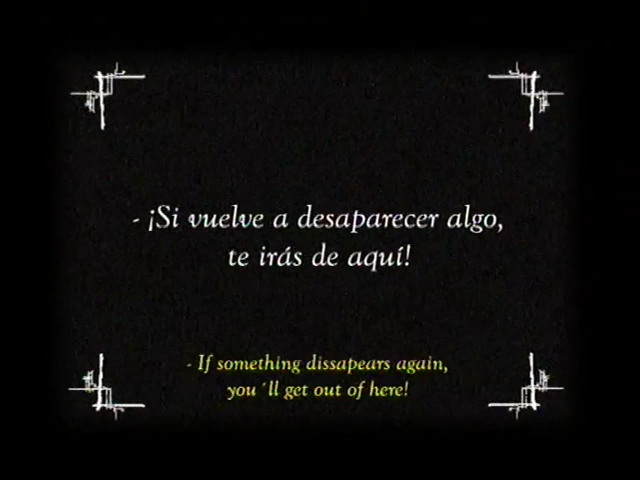 - ¡Si vuelve a desaparecer algo,
te irás de aquí!
- If something dissapears again,
you ´ll get out of here!